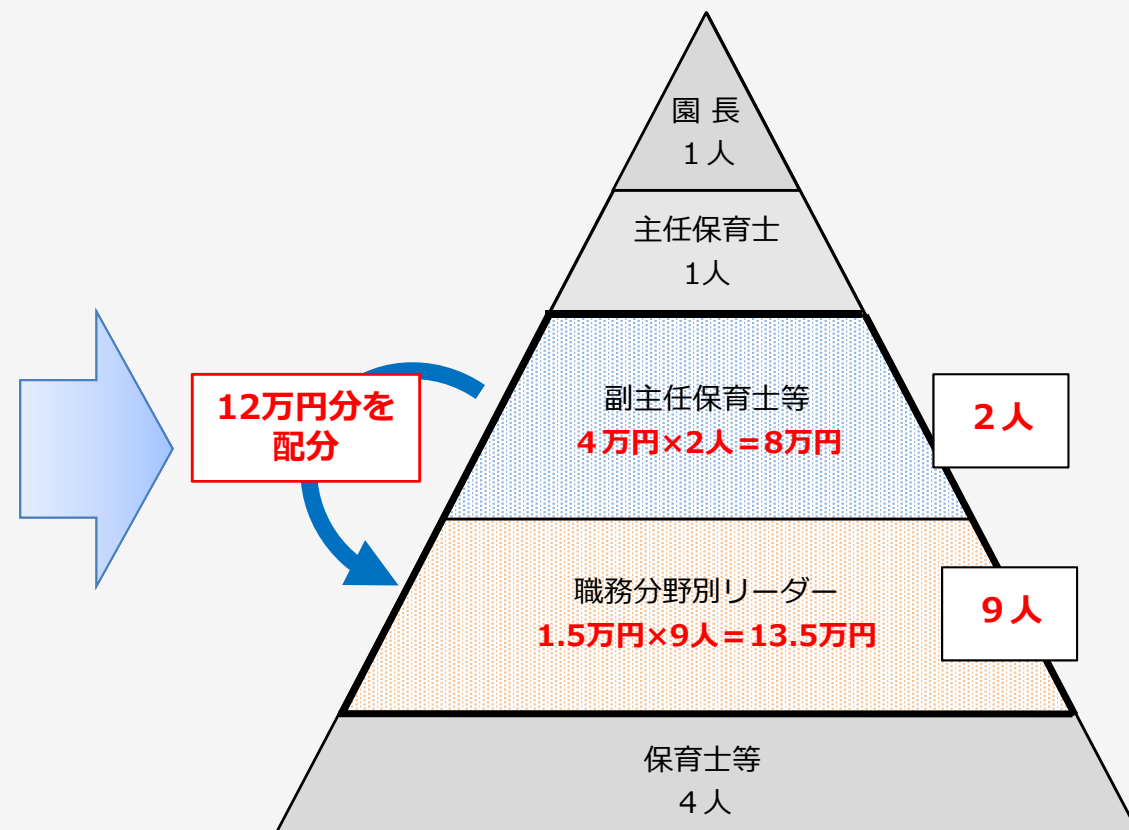 園 長
１人
主任保育士
1人
12万円分を
配分
副主任保育士等
４万円×2人＝8万円
２人
職務分野別リーダー
1.5万円×9人＝13.5万円
９人
保育士等
４人